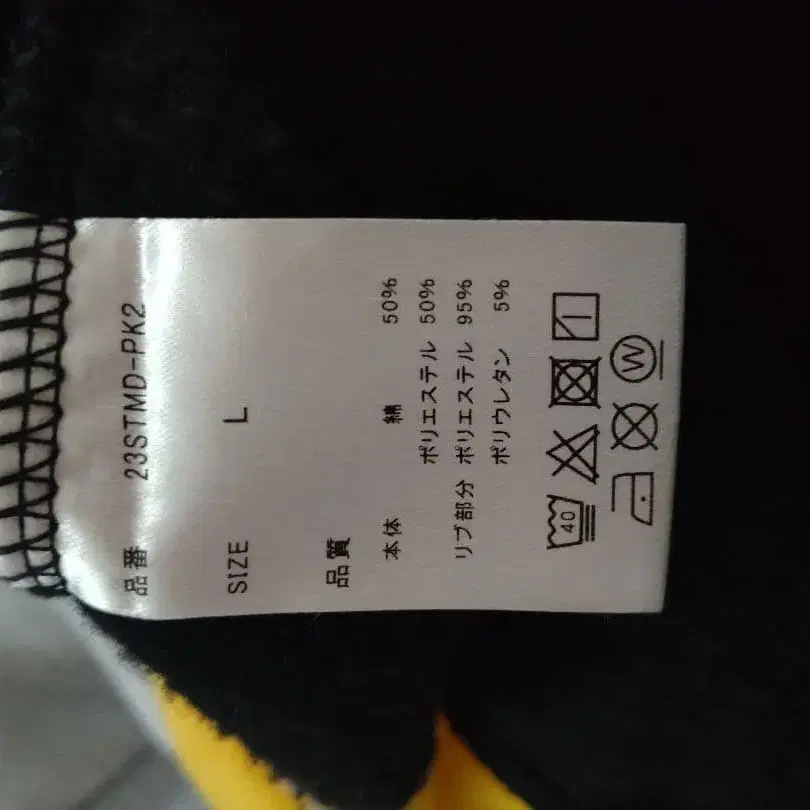 品番 23STMD-PK2
SIZE L
品質
本体 綿 50%
ポリエステル 50%
リブ部分 ポリエステル 95%
ポリウレタン 5%
40
W